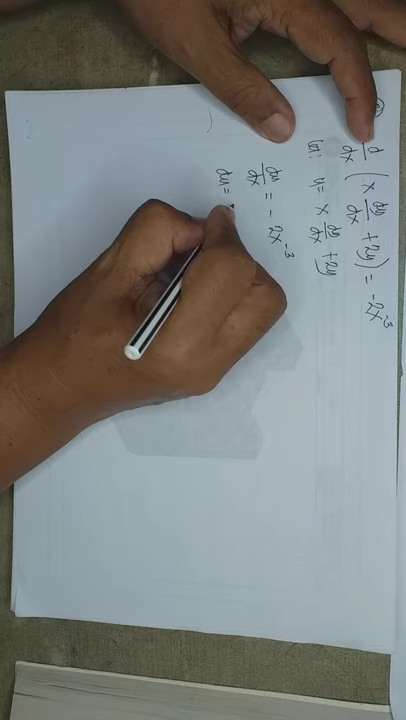 d/dx (x dy/dx + 2y) = -2x⁻³
Let: u = x dy/dx + 2y
du/dx = -2x⁻³
du =